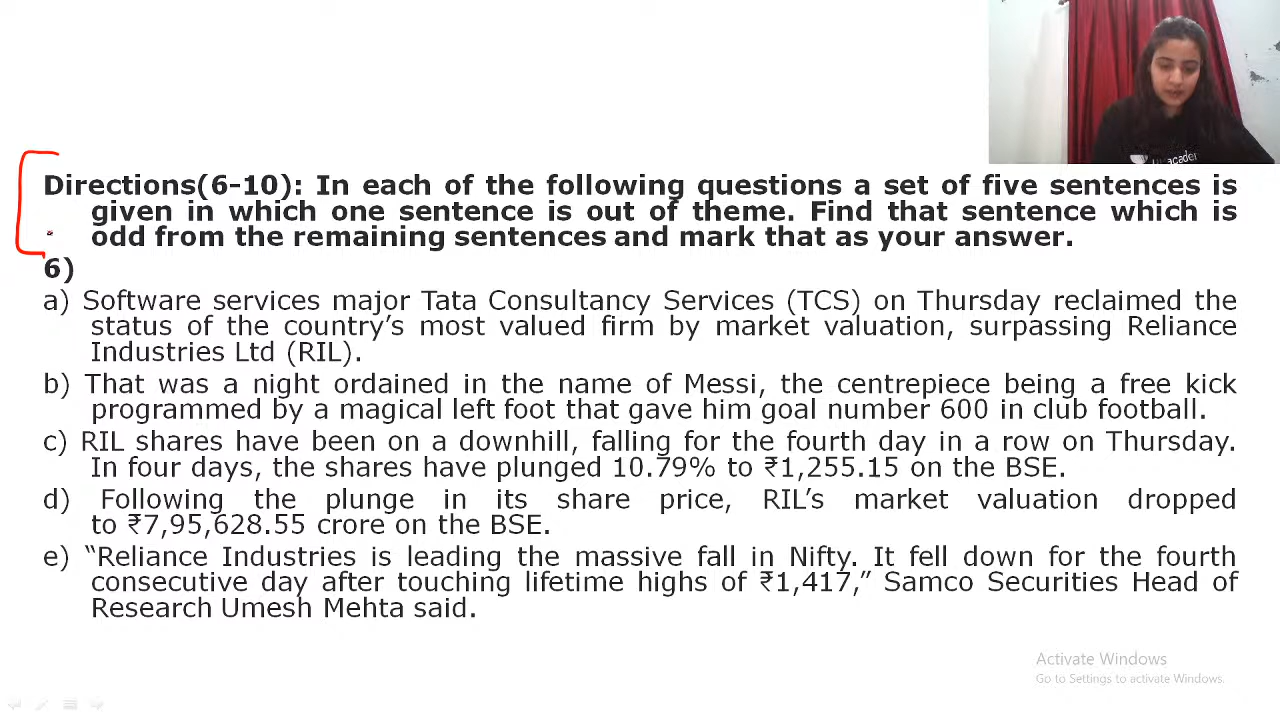 Directions(6-10): In each of the following questions a set of five sentences is
given in which one sentence is out of theme. Find that sentence which is
odd from the remaining sentences and mark that as your answer.
6)
a) Software services major Tata Consultancy Services (TCS) on Thursday reclaimed the
status of the country’s most valued firm by market valuation, surpassing Reliance
Industries Ltd (RIL).
b) That was a night ordained in the name of Messi, the centrepiece being a free kick
programmed by a magical left foot that gave him goal number 600 in club football.
c) RIL shares have been on a downhill, falling for the fourth day in a row on Thursday.
In four days, the shares have plunged 10.79% to ₹1,255.15 on the BSE.
d) Following the plunge in its share price, RIL’s market valuation dropped
to ₹7,95,628.55 crore on the BSE.
e) “Reliance Industries is leading the massive fall in Nifty. It fell down for the fourth
consecutive day after touching lifetime highs of ₹1,417,” Samco Securities Head of
Research Umesh Mehta said.
Activate Windows
Go to Settings to activate Windows.